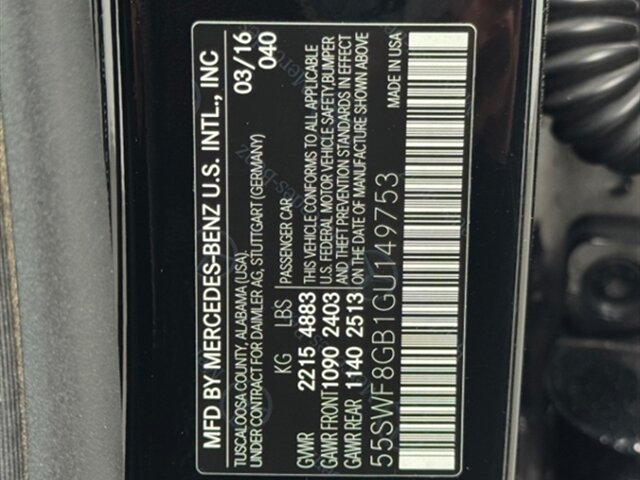 MFD BY MERCEDES-BENZ U.S. INTL., INC
TUSCALOOSA COUNTY, ALABAMA (USA)
UNDER CONTRACT FOR DAIMLER AG, STUTTGART (GERMANY)
03/16
040
KG LBS
GVWR 2215 4883
GAWR FRONT 1090 2403
GAWR REAR 1140 2513
PASSENGER CAR
THIS VEHICLE CONFORMS TO ALL APPLICABLE
U.S. FEDERAL MOTOR VEHICLE SAFETY,BUMPER
AND THEFT PREVENTION STANDARDS IN EFFECT
ON THE DATE OF MANUFACTURE SHOWN ABOVE
55SWF8GB1GU149753
MADE IN USA